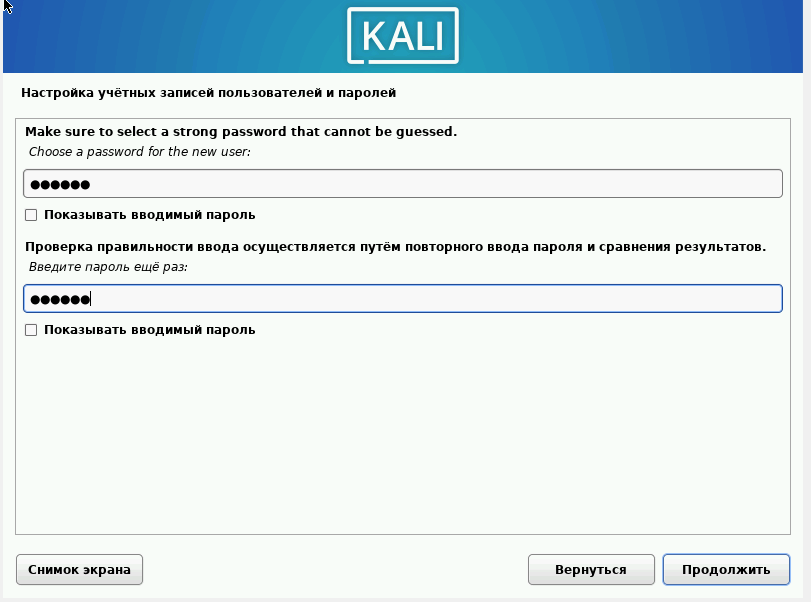 KALI
Настройка учётных записей пользователей и паролей
Make sure to select a strong password that cannot be guessed.
Choose a password for the new user:
●●●●●●
Показывать вводимый пароль
Проверка правильности ввода осуществляется путём повторного ввода пароля и сравнения результатов.
Введите пароль ещё раз:
●●●●●●
Показывать вводимый пароль
Снимок экрана
Вернуться
Продолжить